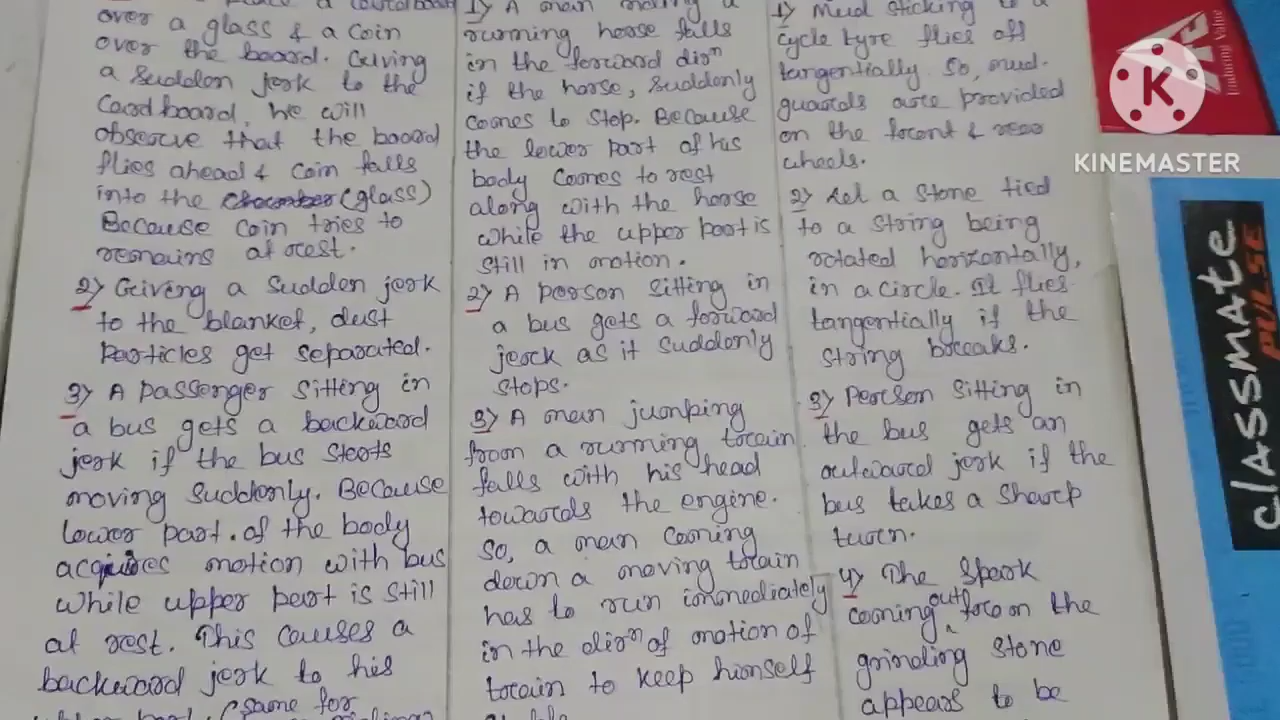 over a glass & a coin
over the board. Giving
a sudden jerk to the
Cardboard, we will
observe that the board
flies ahead & coin falls
into the (glass)
Because coin tries to
remains at rest.
2) Giving a sudden jerk
to the blanket, dust
Particles get separated.
3) A Passenger sitting in
a bus gets a backward
jerk if the bus starts
moving suddenly. Because
lower part of the body
acquires motion with bus
while upper part is still
at rest. This causes a
backward jerk to his
(same for
1) A man
running horse falls
in the forward dirⁿ
if the horse, suddenly
comes to stop. Because
the lower part of his
body comes to rest
along with the horse
while the upper part is
still in motion.
2) A person sitting in
a bus gets a forward
jerk as it suddenly
stops.
3) A man jumping
from a running train
falls with his head
towards the engine.
So, a man coming
down a moving train
has to run immediately
in the dirⁿ of motion of
train to keep himself
1) Mud sticking to a
cycle tyre flies off
tangentially. So, mud-
guards are provided
on the front & rear
wheels.
2) Let a stone tied
to a string being
rotated horizontally,
in a circle. It flies
tangentially if the
string breaks.
3) Person sitting in
the bus gets an
outward jerk if the
bus takes a sharp
turn.
4) The spark
coming out from the
grinding stone
appears to be
K
KINEMASTER
Enduring Value
classmate
PULSE